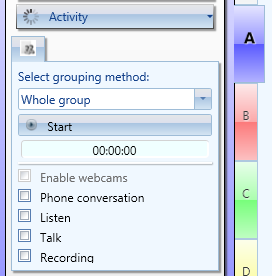 Activity
Select grouping method:
Whole group
Start
00:00:00
Enable webcams
Phone conversation
Listen
Talk
Recording
A
B
C
D